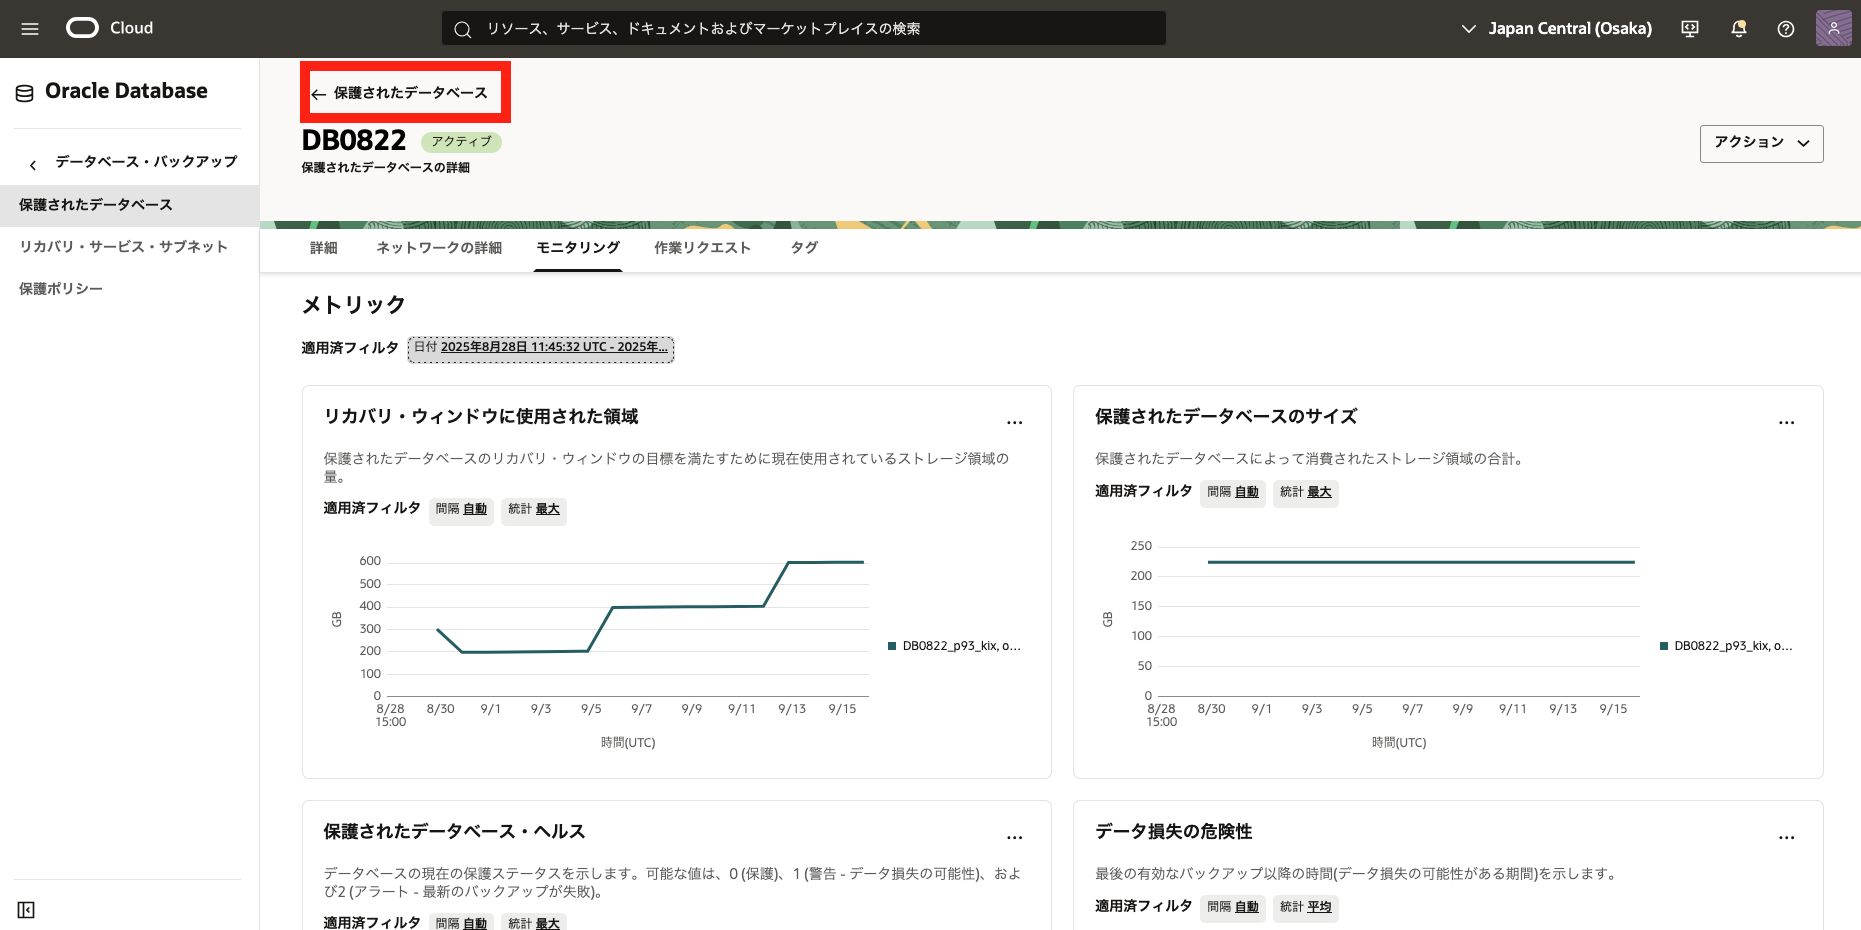 Cloud
リソース、サービス、ドキュメントおよびマーケットプレイスの検索
Japan Central (Osaka)
Oracle Database
データベース・バックアップ
保護されたデータベース
リカバリ・サービス・サブネット
保護ポリシー
← 保護されたデータベース
DB0822
アクティブ
保護されたデータベースの詳細
アクション
詳細
ネットワークの詳細
モニタリング
作業リクエスト
タグ
メトリック
適用済フィルタ
日付 2025年8月28日 11:45:32 UTC - 2025年...
リカバリ・ウィンドウに使用された領域
...
保護されたデータベースのリカバリ・ウィンドウの目標を満たすために現在使用されているストレージ領域の
量。
適用済フィルタ
間隔 自動
統計 最大
600
500
400
300
200
100
0
GB
8/28
15:00
8/30
9/1
9/3
9/5
9/7
9/9
9/11
9/13
9/15
時間(UTC)
DB0822_p93_kix, o...
保護されたデータベースのサイズ
...
保護されたデータベースによって消費されたストレージ領域の合計。
適用済フィルタ
間隔 自動
統計 最大
250
200
150
100
50
0
GB
8/28
15:00
8/30
9/1
9/3
9/5
9/7
9/9
9/11
9/13
9/15
時間(UTC)
DB0822_p93_kix, o...
保護されたデータベース・ヘルス
...
データベースの現在の保護ステータスを示します。可能な値は、0 (保護)、1 (警告 - データ損失の可能性)、およ
び2 (アラート - 最新のバックアップが失敗)。
適用済フィルタ
間隔 自動
統計 最大
データ損失の危険性
...
最後の有効なバックアップ以降の時間(データ損失の可能性がある期間)を示します。
適用済フィルタ
間隔 自動
統計 平均